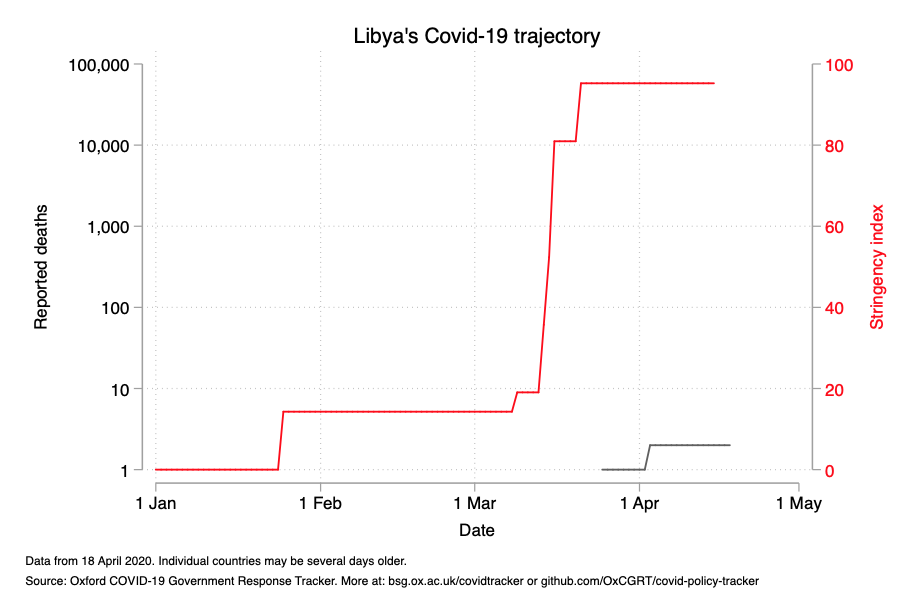 Libya's Covid-19 trajectory
100,000
10,000
1,000
100
10
1
Reported deaths
100
80
60
40
20
0
Stringency index
1 Jan
1 Feb
1 Mar
1 Apr
1 May
Date
Data from 18 April 2020. Individual countries may be several days older.
Source: Oxford COVID-19 Government Response Tracker. More at: bsg.ox.ac.uk/covidtracker or github.com/OxCGRT/covid-policy-tracker